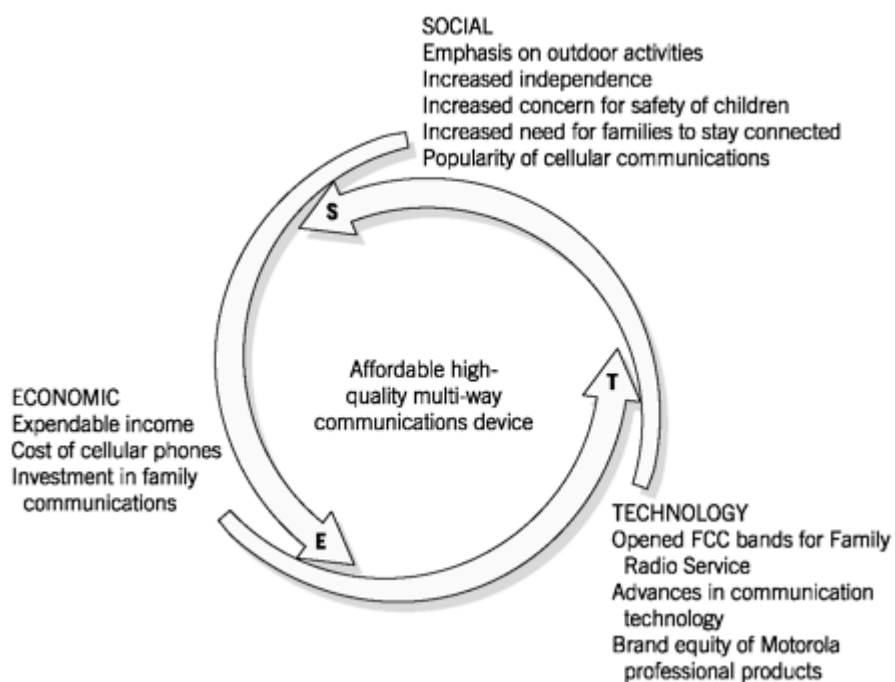 SOCIAL
Emphasis on outdoor activities
Increased independence
Increased concern for safety of children
Increased need for families to stay connected
Popularity of cellular communications
S
Affordable high-
quality multi-way
communications device
T
ECONOMIC
Expendable income
Cost of cellular phones
Investment in family
communications
E
TECHNOLOGY
Opened FCC bands for Family
Radio Service
Advances in communication
technology
Brand equity of Motorola
professional products